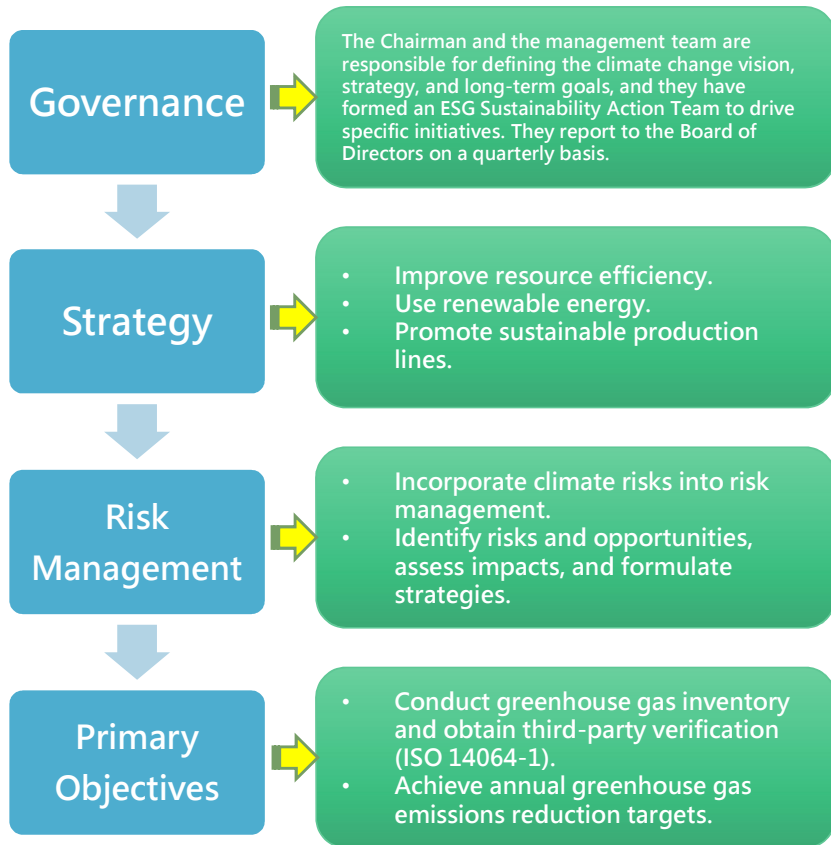 Governance
The Chairman and the management team are
responsible for defining the climate change vision,
strategy, and long-term goals, and they have
formed an ESG Sustainability Action Team to drive
specific initiatives. They report to the Board of
Directors on a quarterly basis.
Strategy
• Improve resource efficiency.
• Use renewable energy.
• Promote sustainable production
lines.
Risk
Management
• Incorporate climate risks into risk
management.
• Identify risks and opportunities,
assess impacts, and formulate
strategies.
Primary
Objectives
• Conduct greenhouse gas inventory
and obtain third-party verification
(ISO 14064-1).
• Achieve annual greenhouse gas
emissions reduction targets.